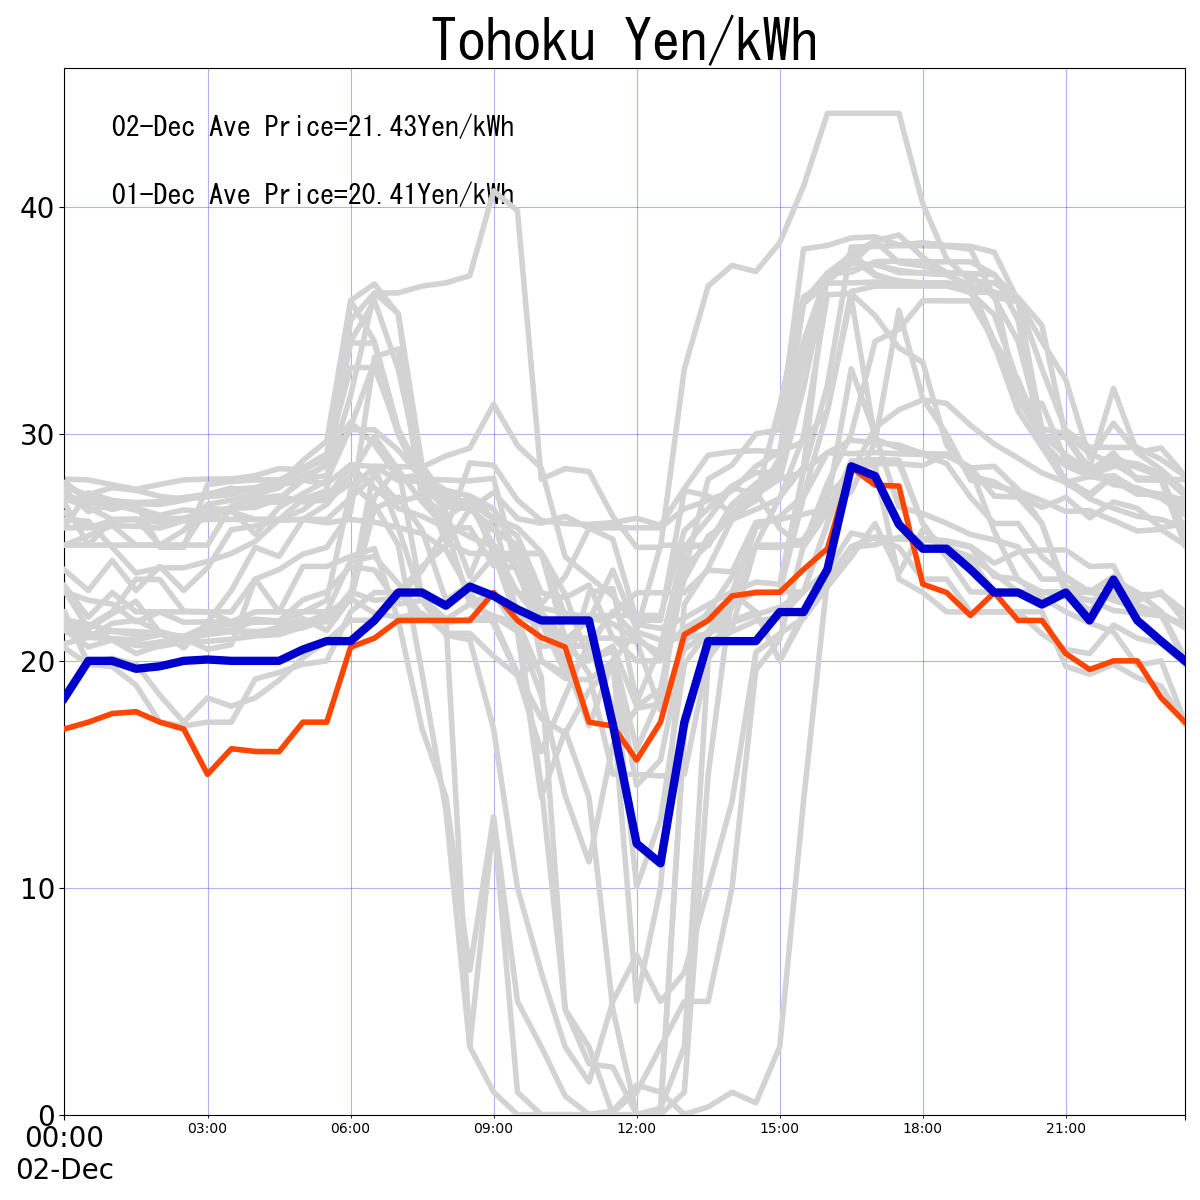 Tohoku Yen/kWh
02-Dec Ave Price=21.43Yen/kWh
01-Dec Ave Price=20.41Yen/kWh
40
30
20
10
0
00:00 03:00 06:00 09:00 12:00 15:00 18:00 21:00
02-Dec